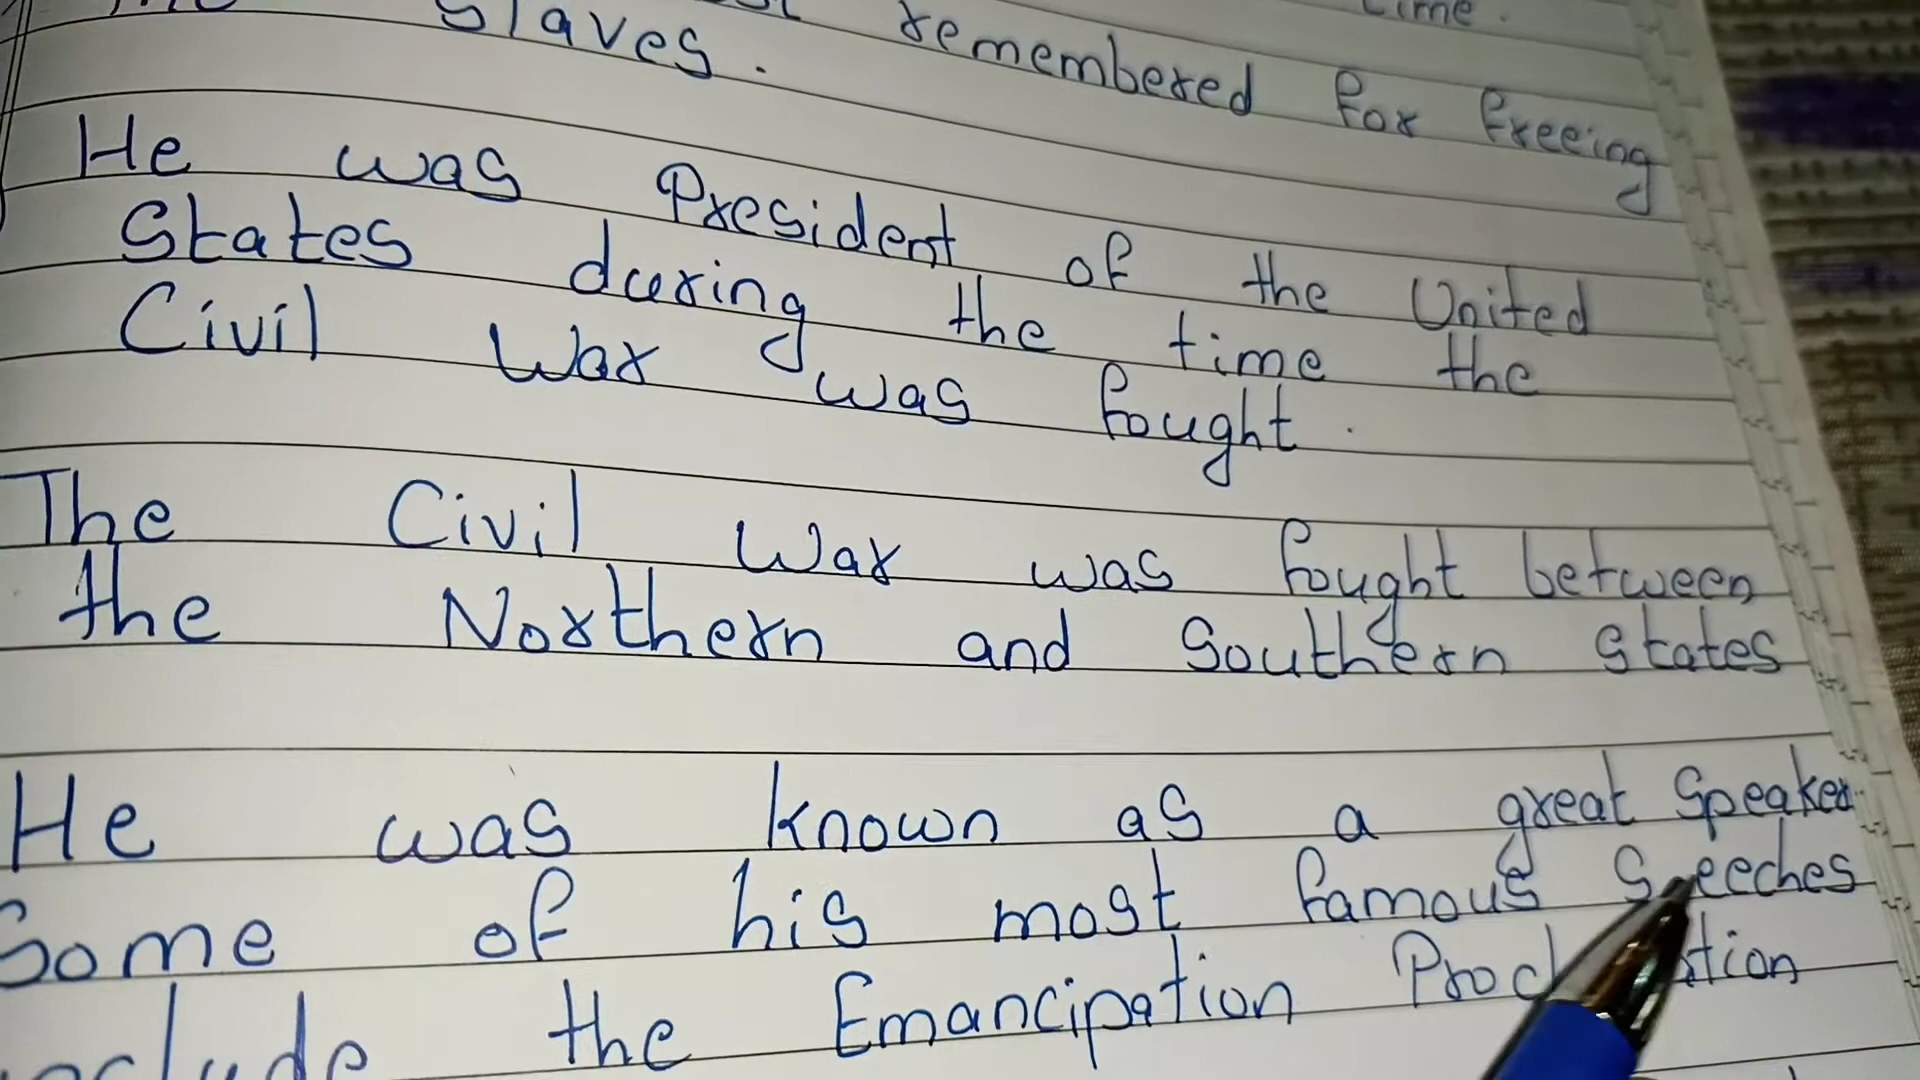 time.
remembered for freeing
slaves.
He was President of the United
States during the time the
Civil War was fought.
The Civil War was fought between
the Northern and Southern states
He was known as a great Speaker.
Some of his most famous Speeches
include the Emancipation